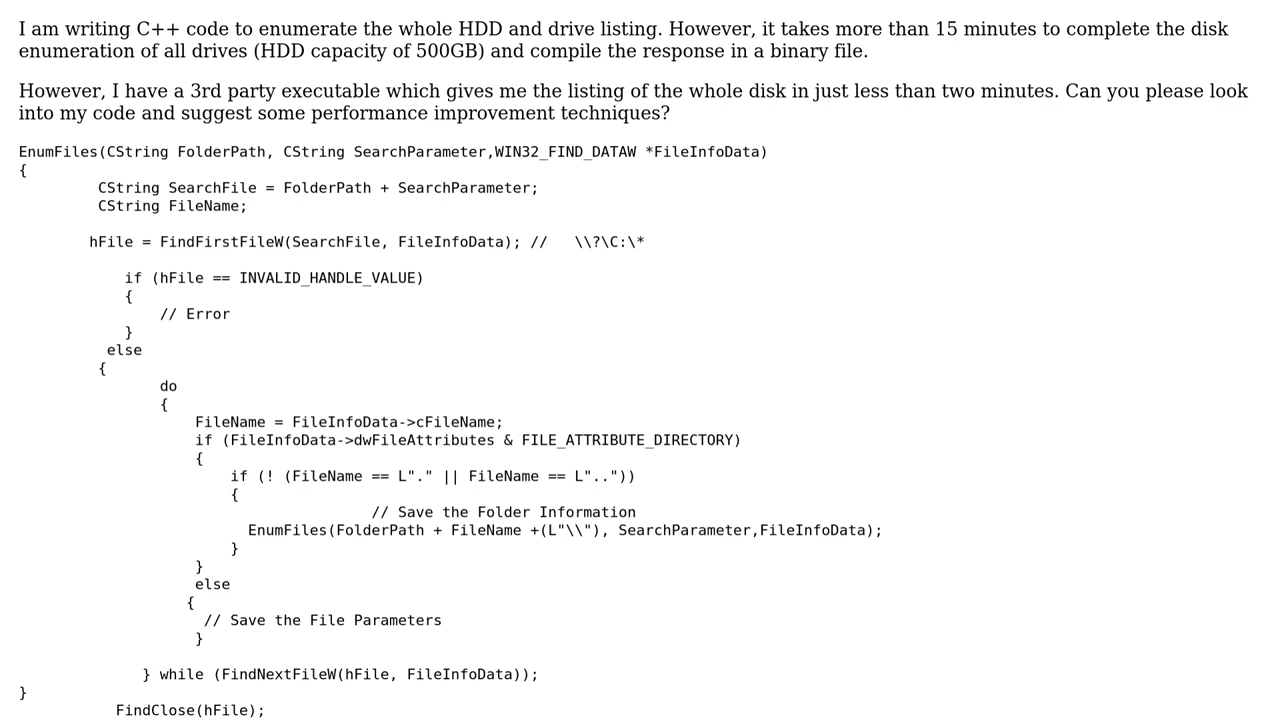 I am writing C++ code to enumerate the whole HDD and drive listing. However, it takes more than 15 minutes to complete the disk
enumeration of all drives (HDD capacity of 500GB) and compile the response in a binary file.
However, I have a 3rd party executable which gives me the listing of the whole disk in just less than two minutes. Can you please look
into my code and suggest some performance improvement techniques?
EnumFiles(CString FolderPath, CString SearchParameter,WIN32_FIND_DATAW *FileInfoData)
{
         CString SearchFile = FolderPath + SearchParameter;
         CString FileName;
        hFile = FindFirstFileW(SearchFile, FileInfoData); //   \\?\C:\*
            if (hFile == INVALID_HANDLE_VALUE)
            {
                // Error
            }
          else
         {
                do
                {
                    FileName = FileInfoData->cFileName;
                    if (FileInfoData->dwFileAttributes & FILE_ATTRIBUTE_DIRECTORY)
                    {
                        if (! (FileName == L"." || FileName == L".."))
                        {
                                        // Save the Folder Information
                          EnumFiles(FolderPath + FileName +(L"\\"), SearchParameter,FileInfoData);
                        }
                    }
                    else
                   {
                     // Save the File Parameters
                    }
              } while (FindNextFileW(hFile, FileInfoData));
}
           FindClose(hFile);